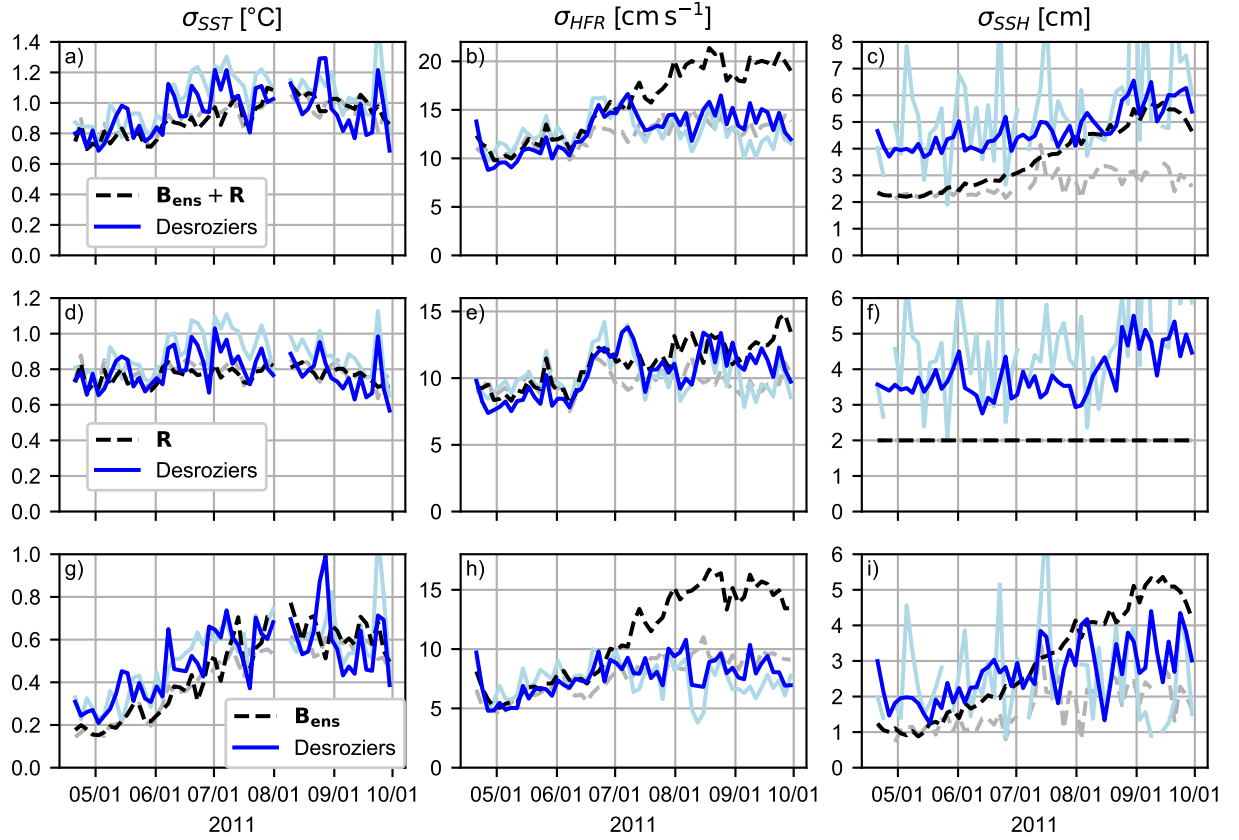 σ_SST [°C] σ_HFR [cm s⁻¹] σ_SSH [cm]
a) b) c)
1.4 1.2 1.0 0.8 0.6 0.4 0.2 0.0
B_ens + R
Desroziers
20 15 10 5 0
8 7 6 5 4 3 2 1 0
d) e) f)
1.2 1.0 0.8 0.6 0.4 0.2 0.0
R
Desroziers
15 10 5 0
6 5 4 3 2 1 0
g) h) i)
1.0 0.8 0.6 0.4 0.2 0.0
B_ens
Desroziers
15 10 5 0
6 5 4 3 2 1 0
05/01 06/01 07/01 08/01 09/01 10/01 05/01 06/01 07/01 08/01 09/01 10/01 05/01 06/01 07/01 08/01 09/01 10/01
2011 2011 2011